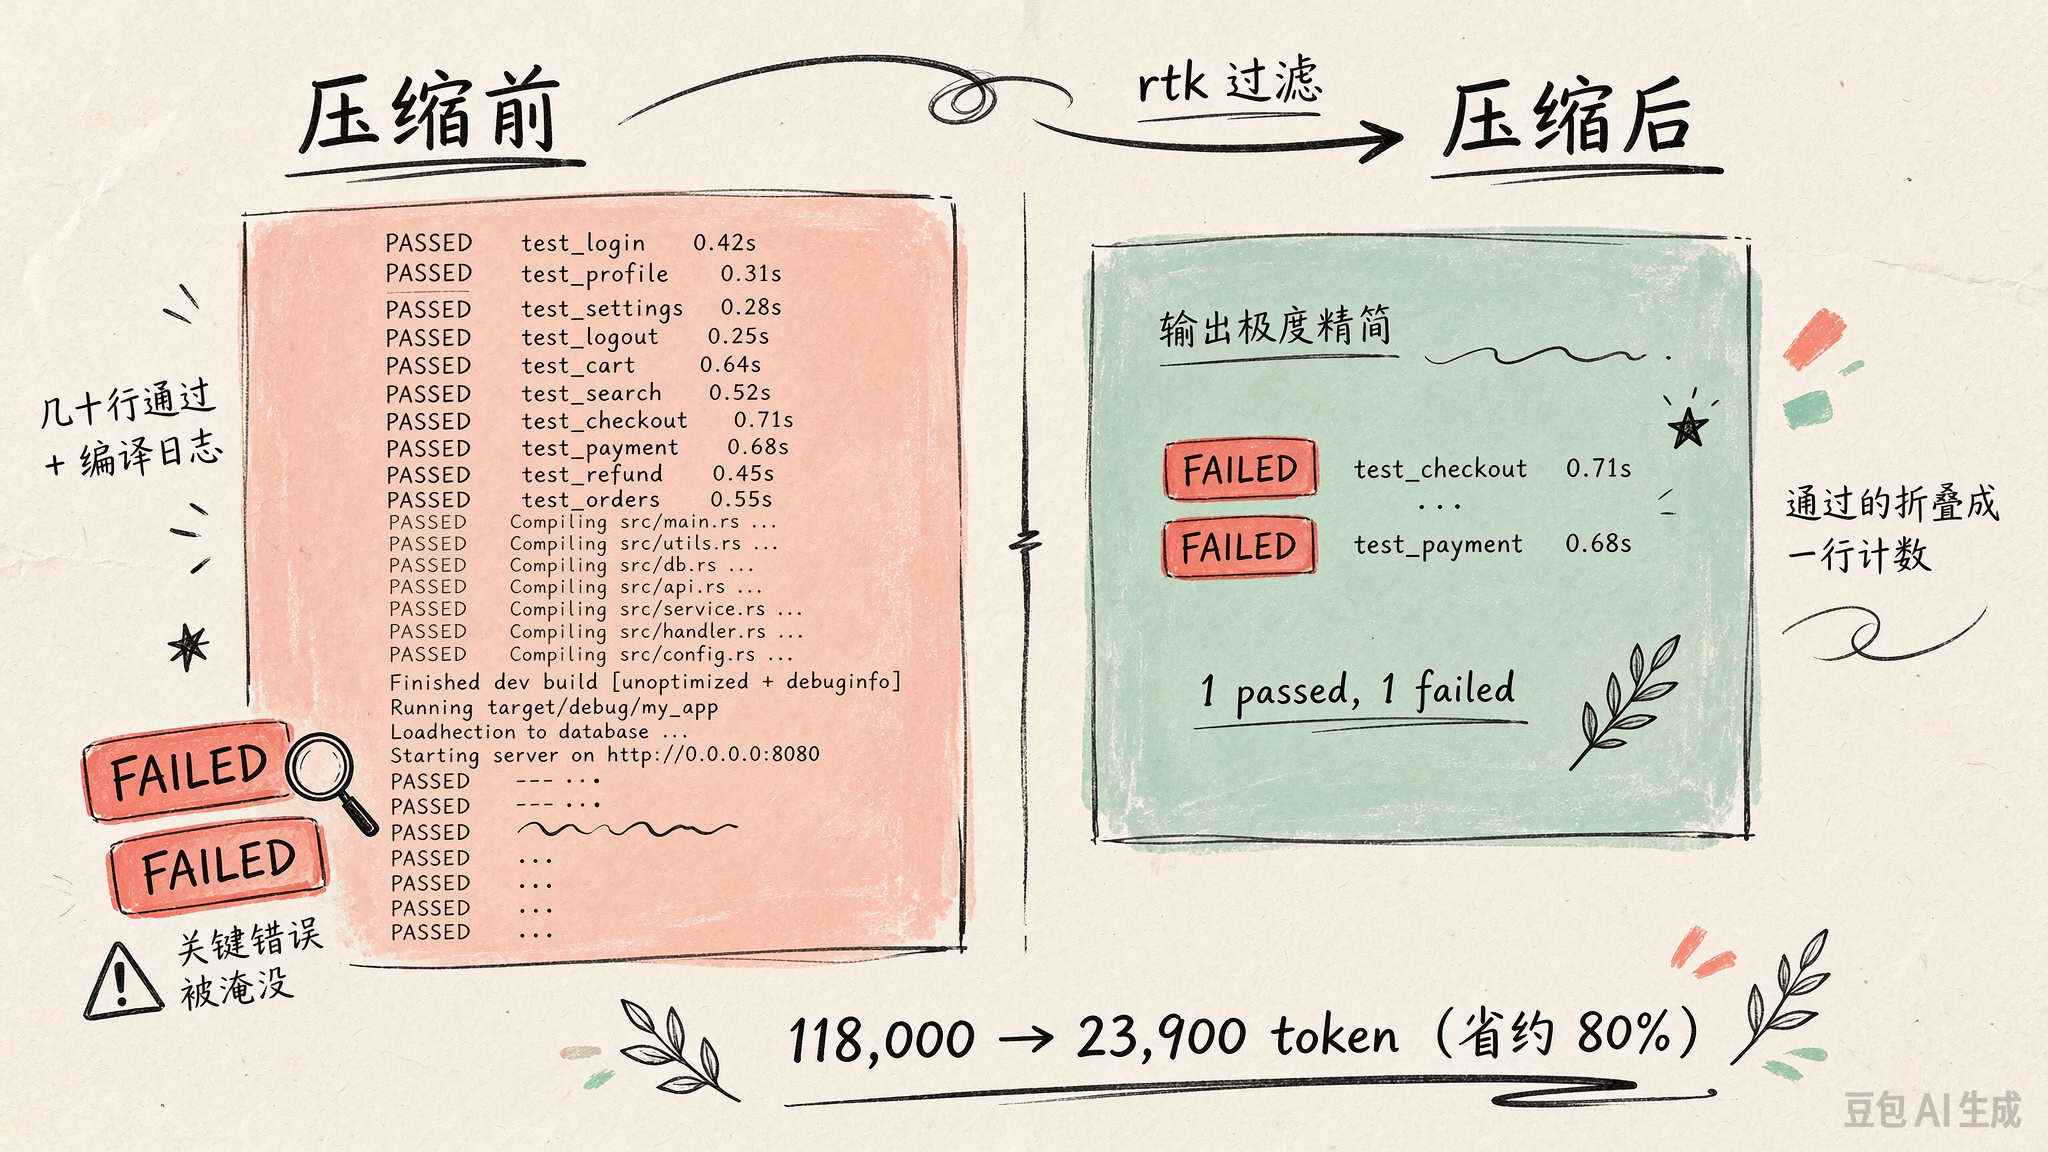 压缩前
rtk 过滤
压缩后
几十行通过
+ 编译日志
PASSED test_login 0.42s
PASSED test_profile 0.31s
PASSED test_settings 0.28s
PASSED test_logout 0.25s
PASSED test_cart 0.64s
PASSED test_search 0.52s
PASSED test_checkout 0.71s
PASSED test_payment 0.68s
PASSED test_refund 0.45s
PASSED test_orders 0.55s
PASSED Compiling src/main.rs ...
PASSED Compiling src/utils.rs ...
PASSED Compiling src/db.rs ...
PASSED Compiling src/api.rs ...
PASSED Compiling src/service.rs ...
PASSED Compiling src/handler.rs ...
PASSED Compiling src/config.rs ...
Finished dev build [unoptimized + debuginfo]
Running target/debug/my_app
Loadhection to database ...
Starting server on http://0.0.0.0:8080
PASSED --- ...
PASSED --- ...
PASSED
PASSED ...
PASSED ...
PASSED ...
PASSED ...
FAILED
FAILED
关键错误
被淹没
输出极度精简
FAILED test_checkout 0.71s
...
FAILED test_payment 0.68s
1 passed, 1 failed
通过的折叠成
一行计数
118,000 → 23,900 token（省约 80%）
豆包 AI 生成